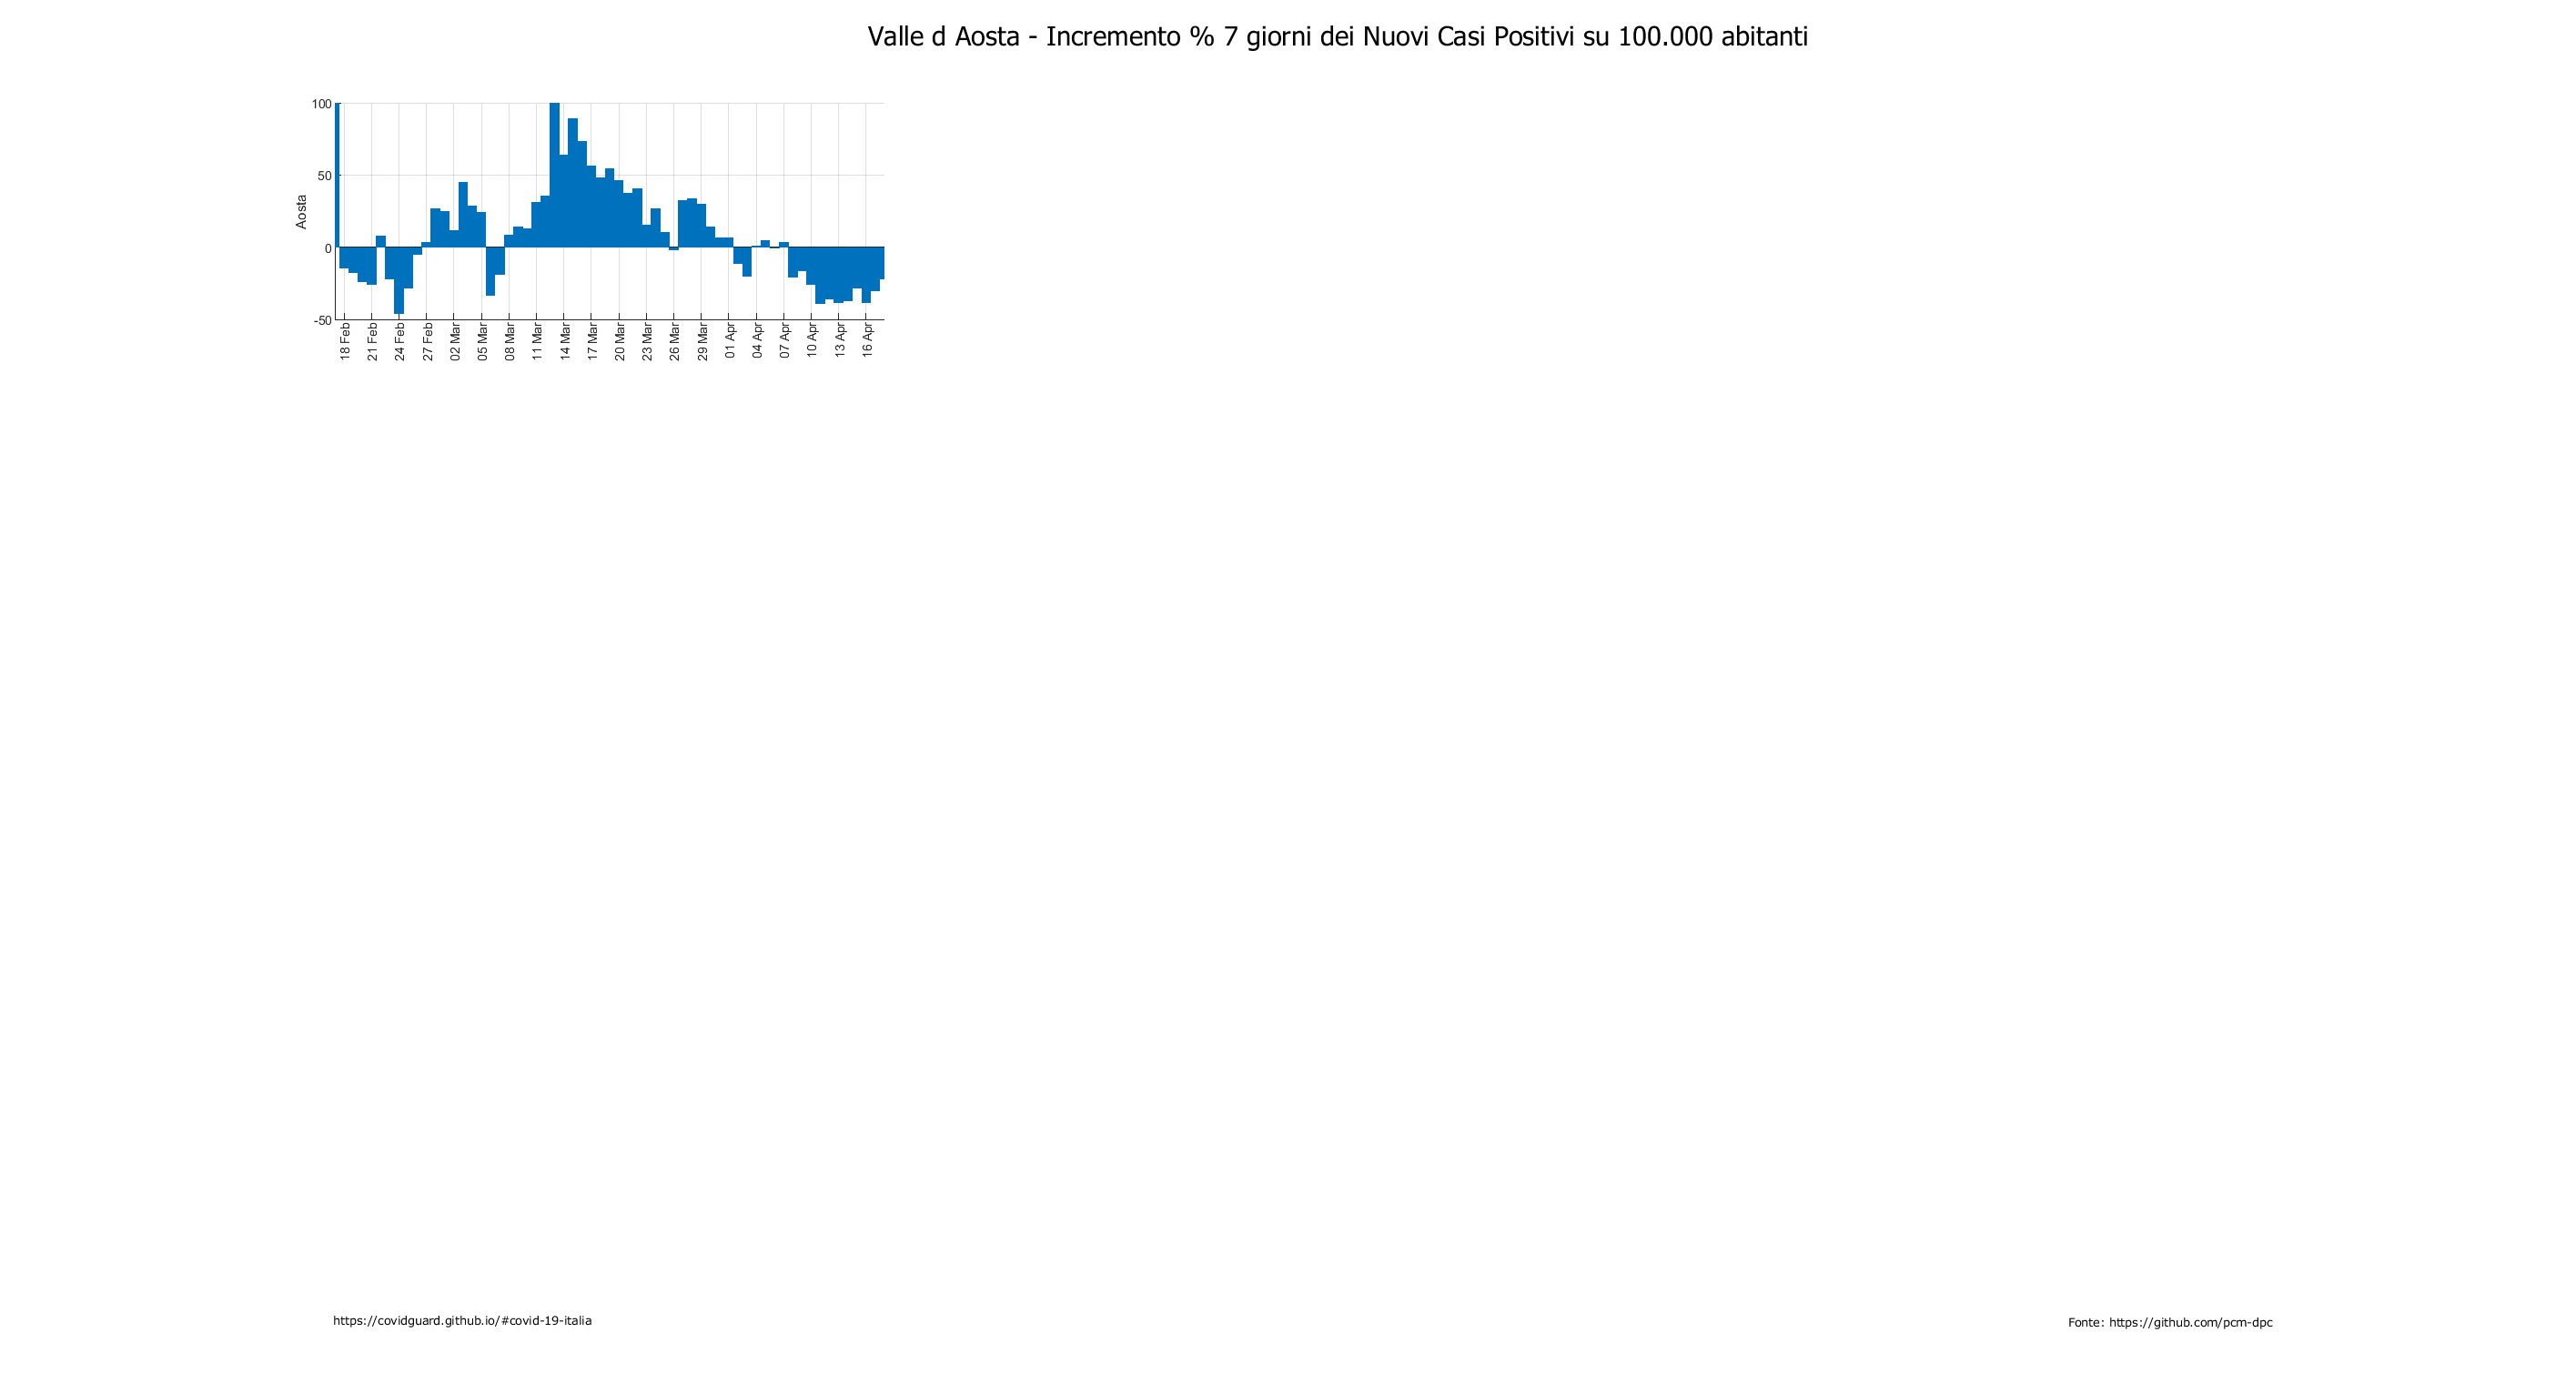 Valle d Aosta - Incremento % 7 giorni dei Nuovi Casi Positivi su 100.000 abitanti
Aosta
100
50
0
-50
18 Feb
21 Feb
24 Feb
27 Feb
02 Mar
05 Mar
08 Mar
11 Mar
14 Mar
17 Mar
20 Mar
23 Mar
26 Mar
29 Mar
01 Apr
04 Apr
07 Apr
10 Apr
13 Apr
16 Apr
https://covidguard.github.io/#covid-19-italia
Fonte: https://github.com/pcm-dpc